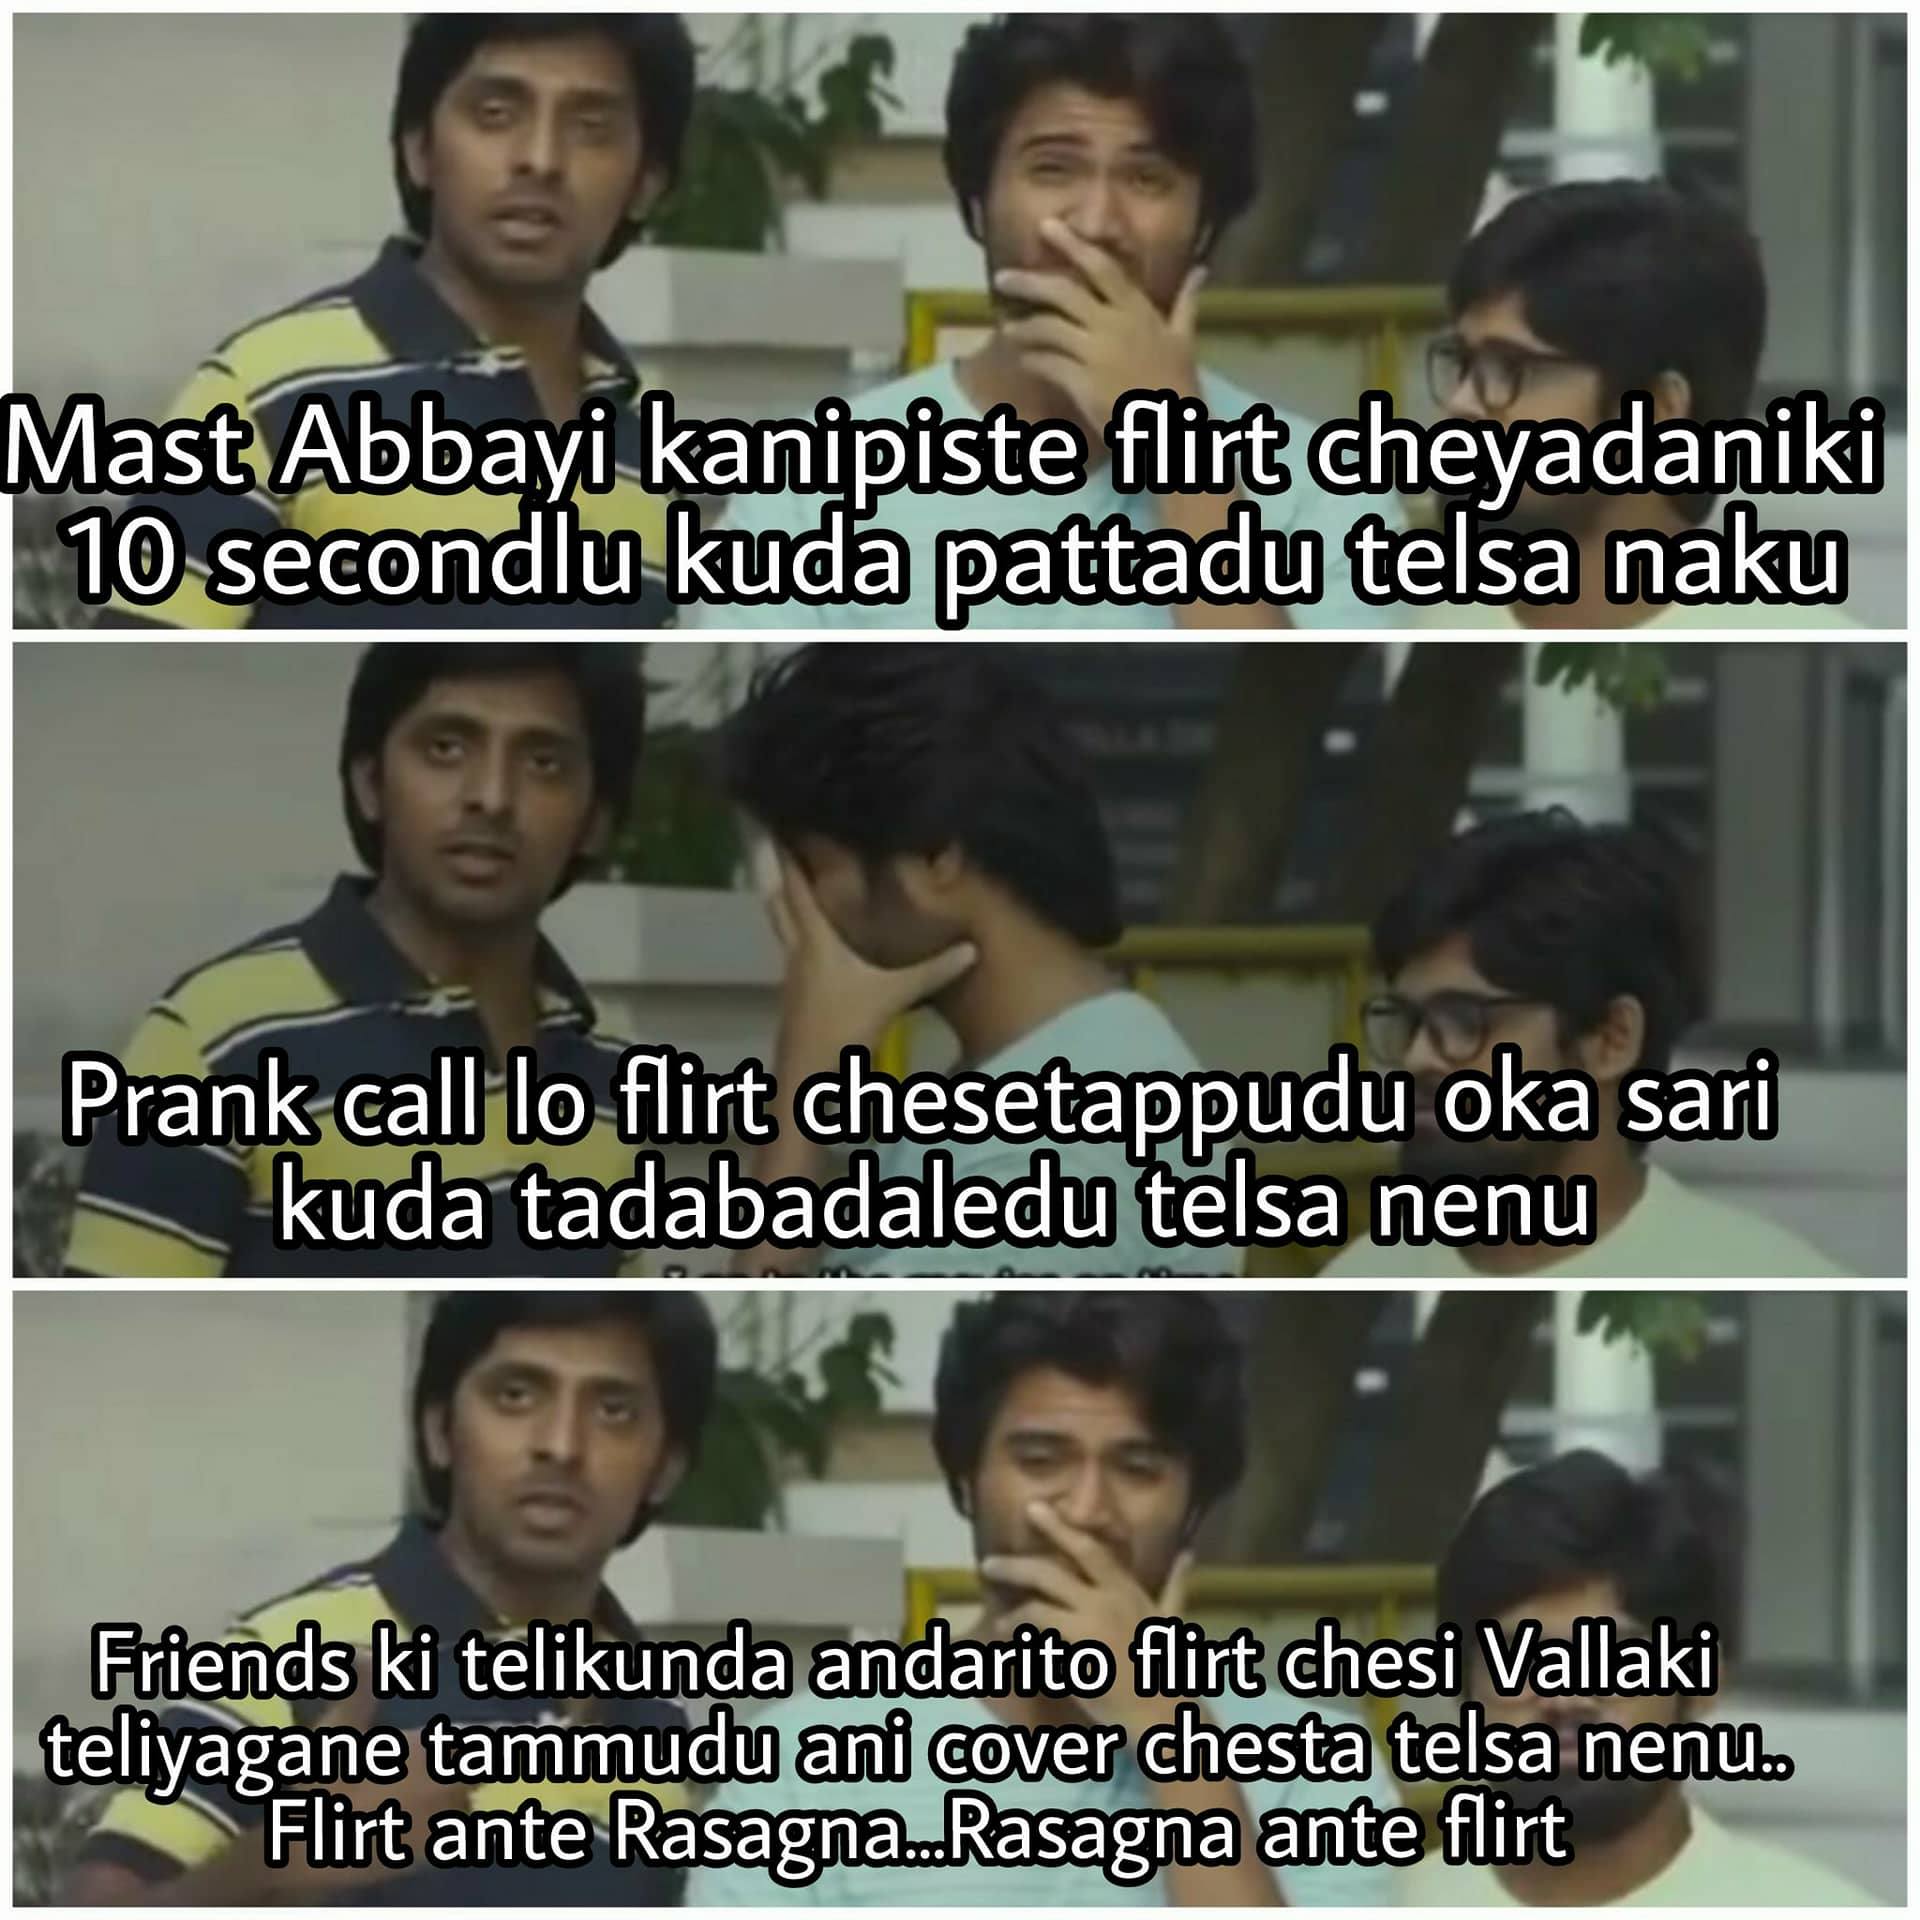 Mast Abbayi kanipiste flirt cheyadaniki
10 secondlu kuda pattadu telsa naku
Prank call lo flirt chesetappudu oka sari
kuda tadabadaledu telsa nenu
Friends ki telikunda andarito flirt chesi Vallaki
teliyagane tammudu ani cover chesta telsa nenu..
Flirt ante Rasagna...Rasagna ante flirt